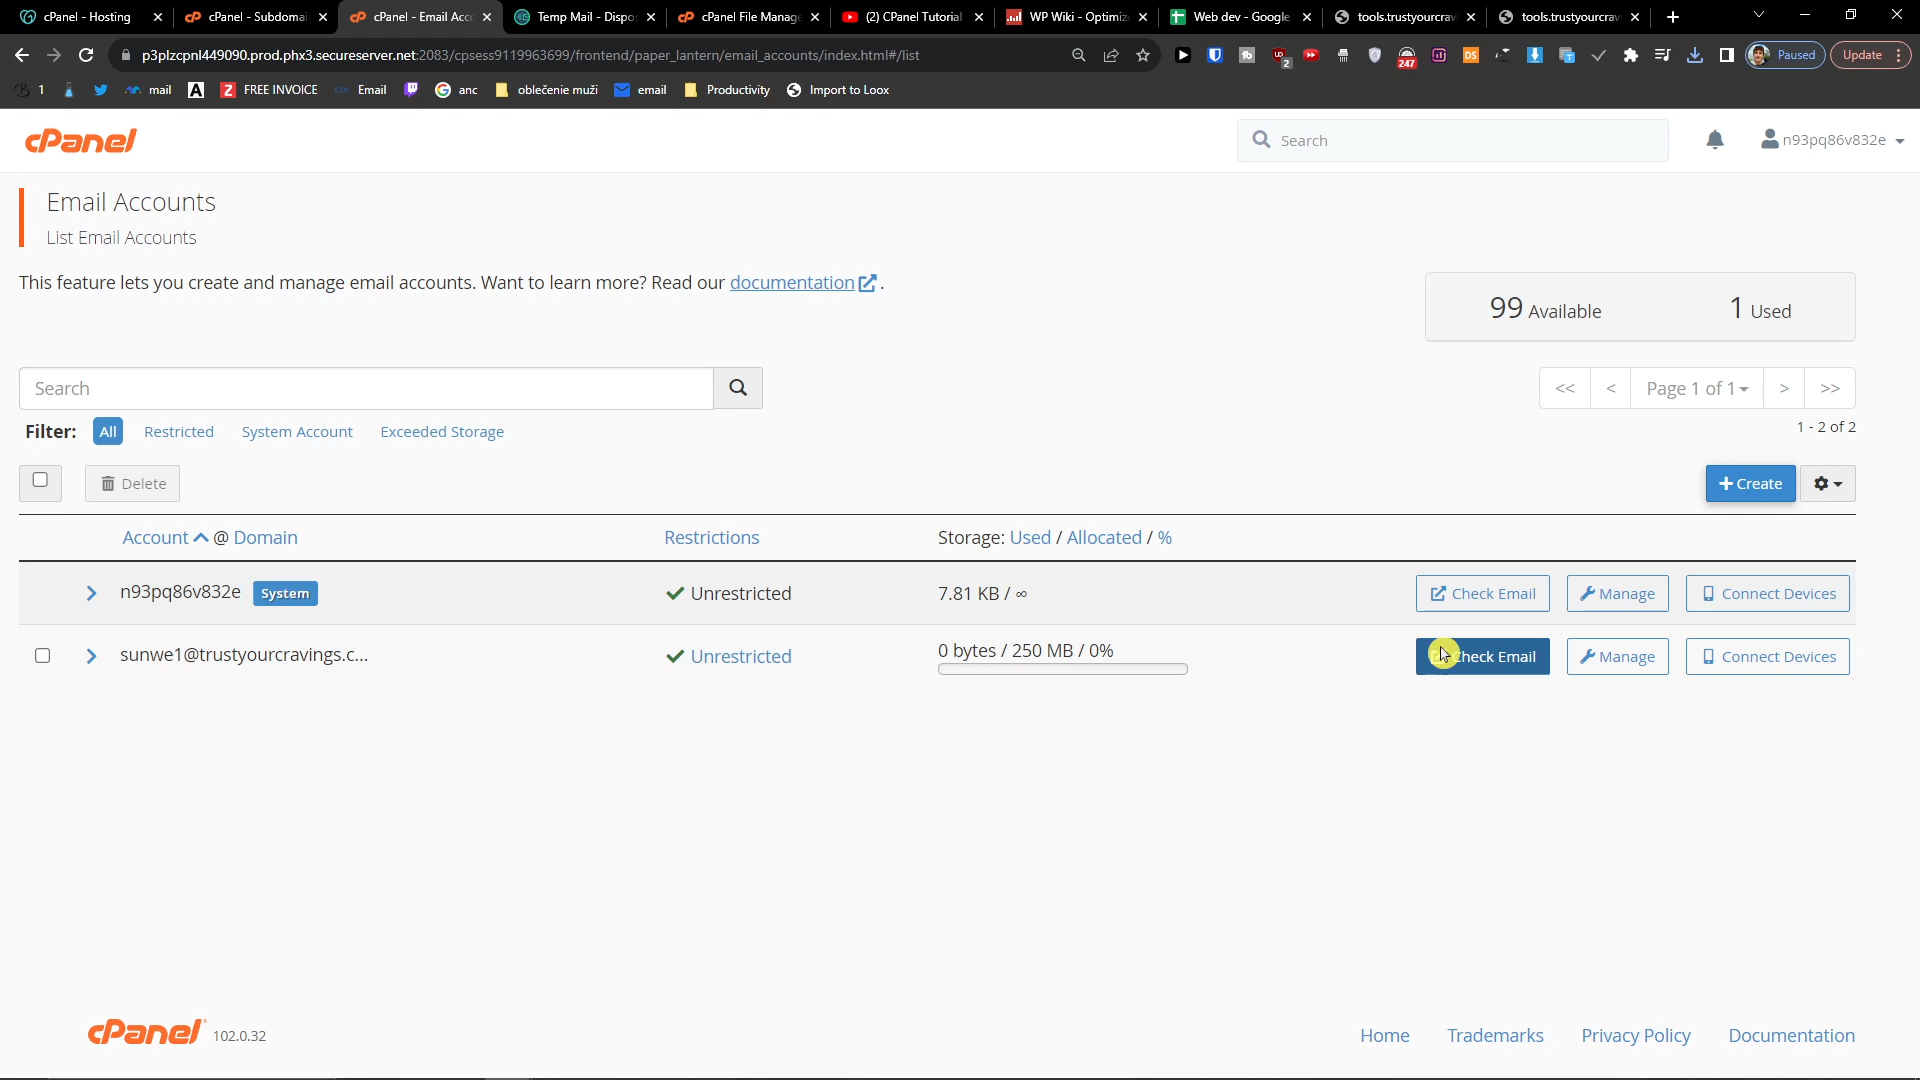 cPanel - Hosting
cPanel - Subdomai
cPanel - Email Acc
Temp Mail - Dispo
cPanel File Manage
(2) CPanel Tutorial
WP Wiki - Optimiz
Web dev - Google
tools.trustyourcrav
tools.trustyourcrav
p3plzcpnl449090.prod.phx3.secureserver.net:2083/cpsess9119963699/frontend/paper_lantern/email_accounts/index.html#/list
2
247
DS
Paused
Update
1
mail
FREE INVOICE
Email
anc
oblečenie muži
email
Productivity
Import to Loox
cPanel
Search
n93pq86v832e
Email Accounts
List Email Accounts
This feature lets you create and manage email accounts. Want to learn more? Read our documentation.
99 Available
1 Used
Search
<< < Page 1 of 1 > >>
Filter: All Restricted System Account Exceeded Storage
1 - 2 of 2
Delete
+ Create
Account @ Domain
Restrictions
Storage: Used / Allocated / %
n93pq86v832e System
Unrestricted
7.81 KB / ∞
Check Email
Manage
Connect Devices
sunwe1@trustyourcravings.c...
Unrestricted
0 bytes / 250 MB / 0%
Check Email
Manage
Connect Devices
cPanel 102.0.32
Home
Trademarks
Privacy Policy
Documentation